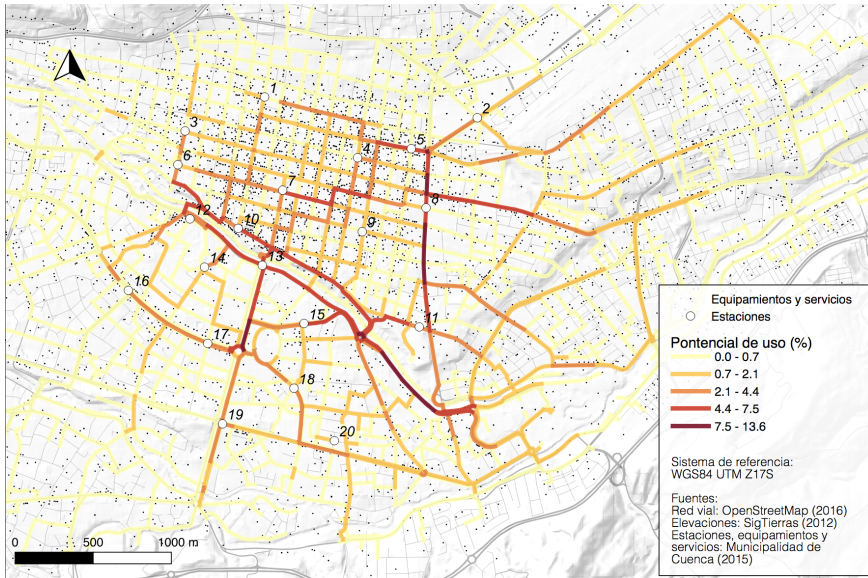 1
2
3
4
5
6
7
8
9
10
11
12
13
14
15
16
17
18
19
20
0 500 1000 m
Equipamientos y servicios
Estaciones
Pontencial de uso (%)
0.0 - 0.7
0.7 - 2.1
2.1 - 4.4
4.4 - 7.5
7.5 - 13.6
Sistema de referencia:
WGS84 UTM Z17S
Fuentes:
Red vial: OpenStreetMap (2016)
Elevaciones: SigTierras (2012)
Estaciones, equipamientos y
servicios: Municipalidad de
Cuenca (2015)